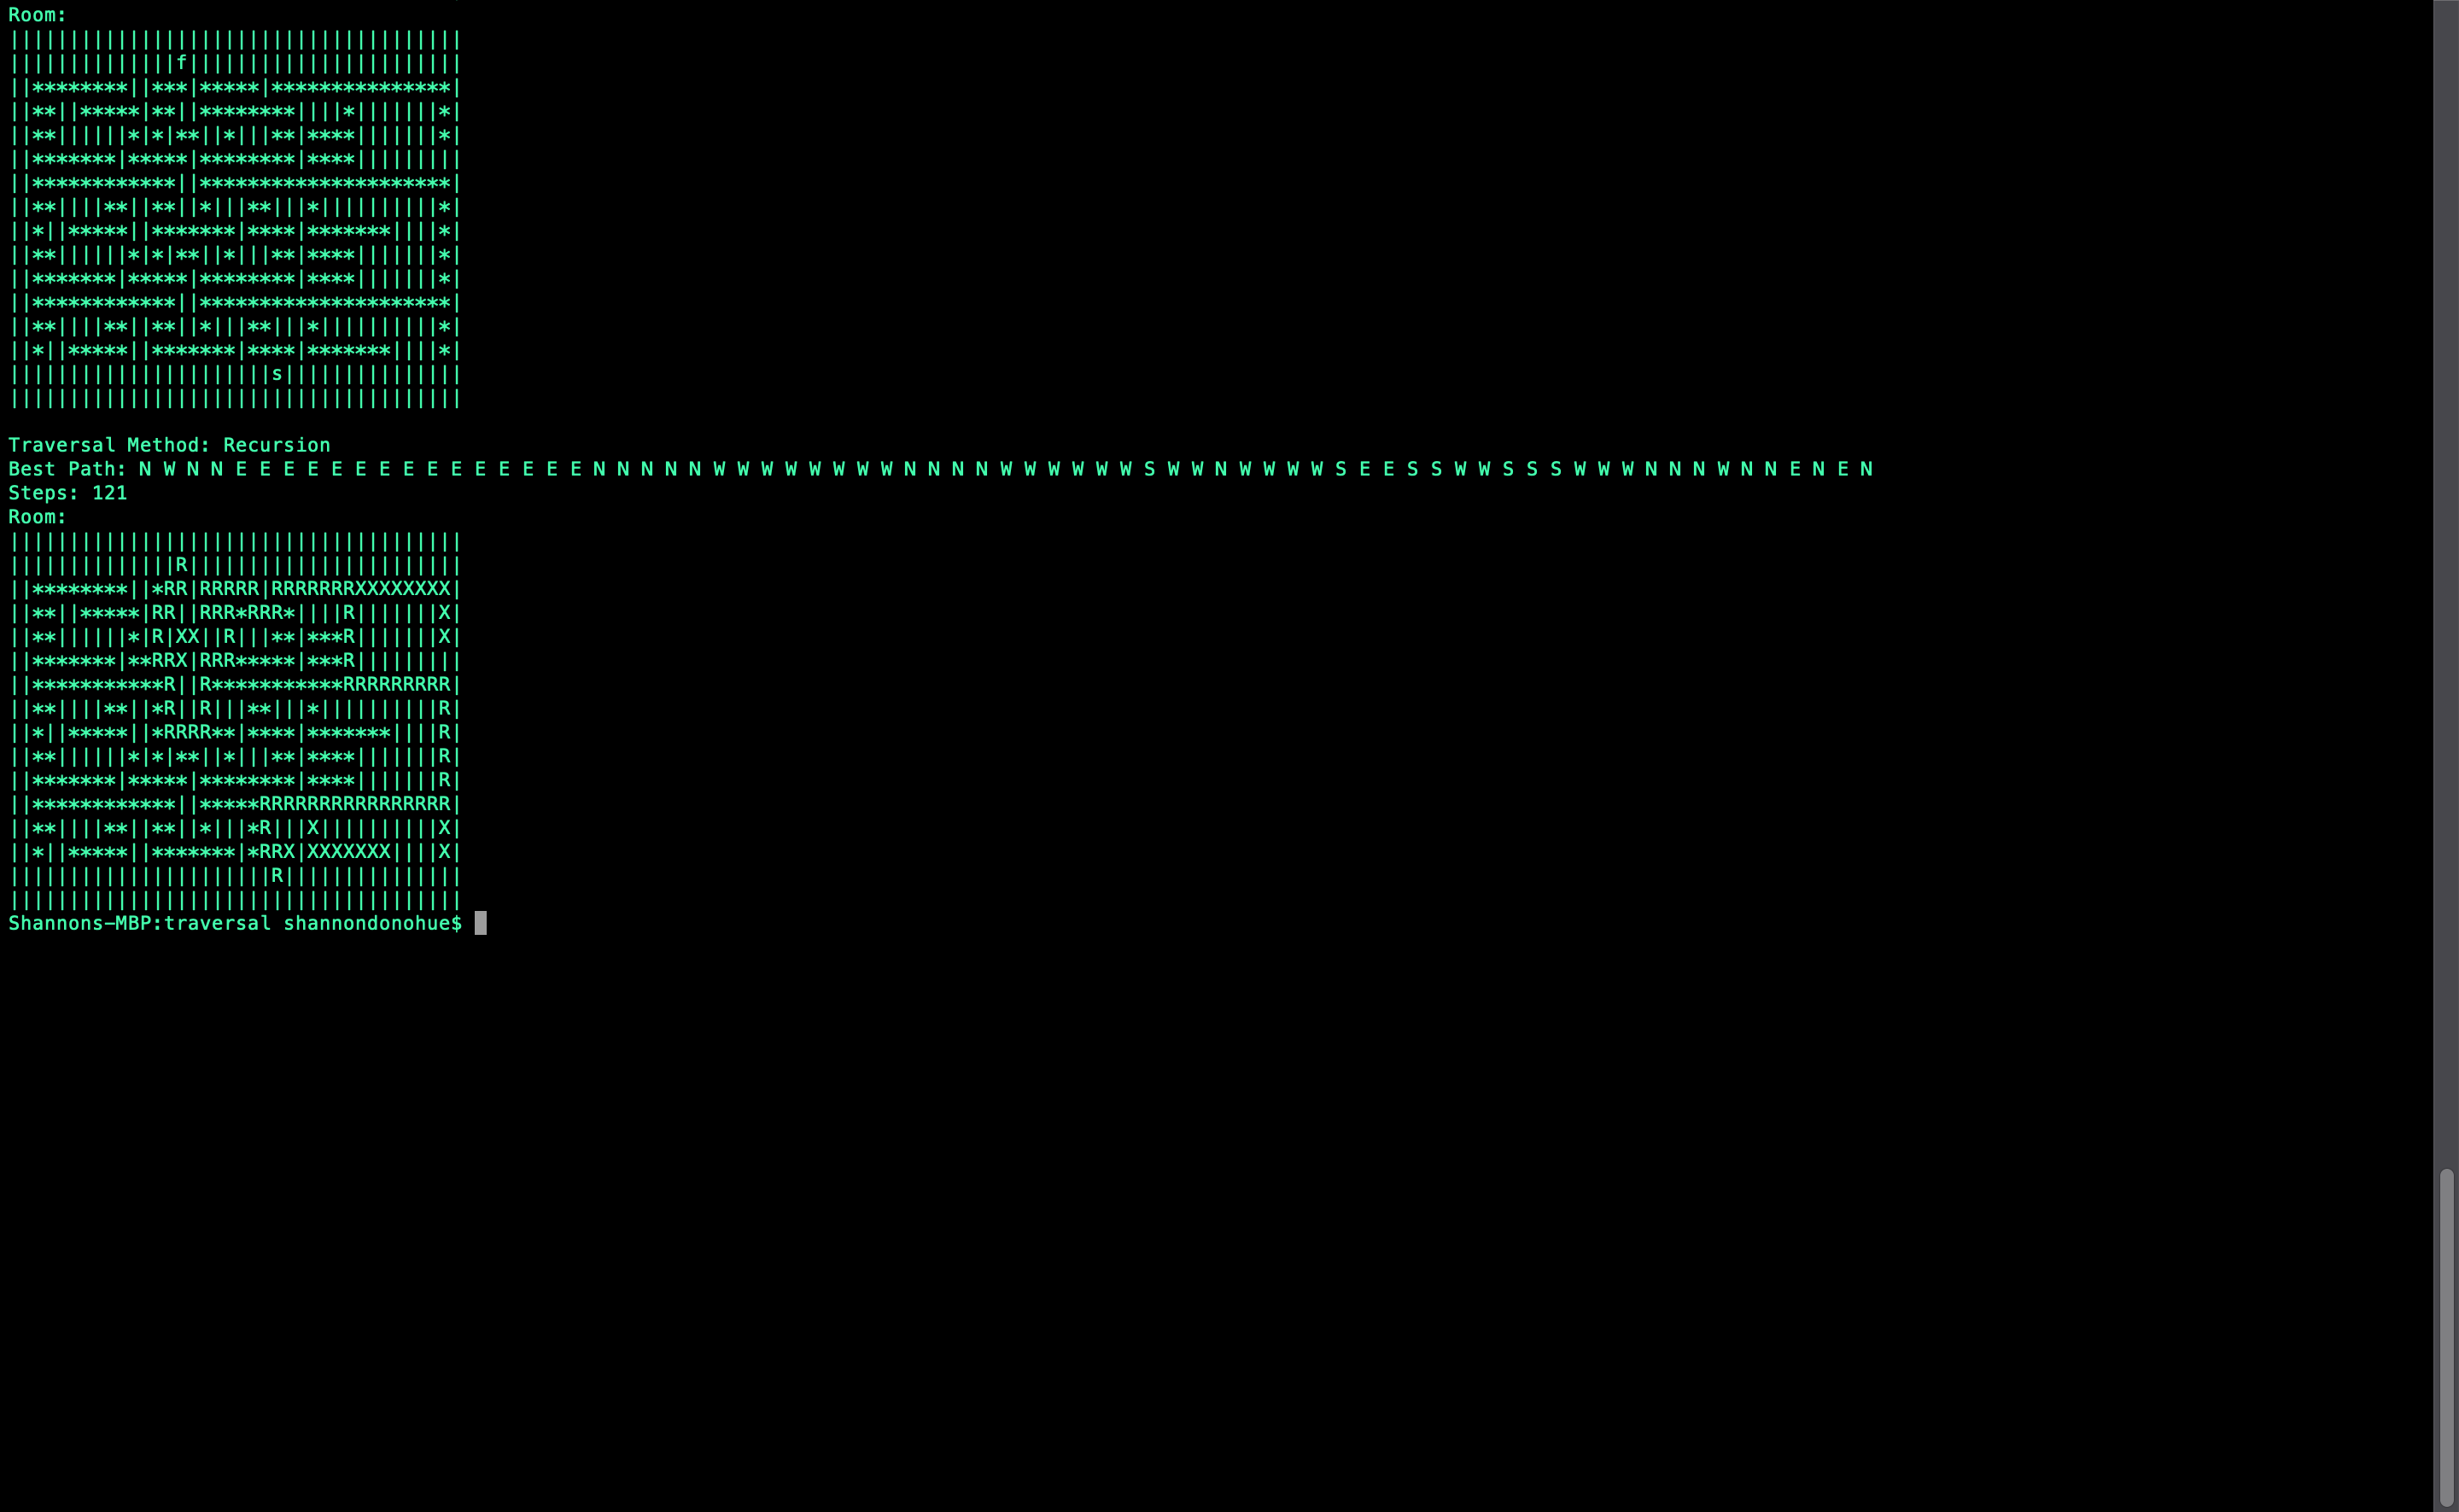 Room:
||||||||||||||||||||||||||||||||||||||
||||||||||||||f|||||||||||||||||||||||
||********||***|*****|***************|
||**||*****|**||********||||*|||||||*|
||**||||||*|*|**||*|||**|****|||||||*|
||*******|*****|********|****|||||||||
||************||*********************|
||**||||**||**||*|||**|||*||||||||||*|
||*||*****||*******|****|*******||||*|
||**||||||*|*|**||*|||**|****|||||||*|
||*******|*****|********|****|||||||*|
||************||*********************|
||**||||**||**||*|||**|||*||||||||||*|
||*||*****||*******|****|*******||||*|
||||||||||||||||||||||s|||||||||||||||
||||||||||||||||||||||||||||||||||||||
Traversal Method: Recursion
Best Path: N W N N E E E E E E E E E E E E E E E N N N N N W W W W W W W W N N N N W W W W W W S W W N W W W W S E E S S W W S S S W W W N N N W N N E N E N
Steps: 121
Room:
||||||||||||||||||||||||||||||||||||||
||||||||||||||R|||||||||||||||||||||||
||********||*RR|RRRRR|RRRRRRRXXXXXXXX|
||**||*****|RR||RRR*RRR*||||R|||||||X|
||**||||||*|R|XX||R|||**|***R|||||||X|
||*******|**RRX|RRR*****|***R|||||||||
||***********R||R***********RRRRRRRRR|
||**||||**||*R||R|||**|||*||||||||||R|
||*||*****||*RRRR**|****|*******||||R|
||**||||||*|*|**||*|||**|****|||||||R|
||*******|*****|********|****|||||||R|
||************||*****RRRRRRRRRRRRRRRR|
||**||||**||**||*|||*R|||X||||||||||X|
||*||*****||*******|*RRX|XXXXXXX||||X|
||||||||||||||||||||||R|||||||||||||||
||||||||||||||||||||||||||||||||||||||
Shannons-MBP:traversal shannondonohue$